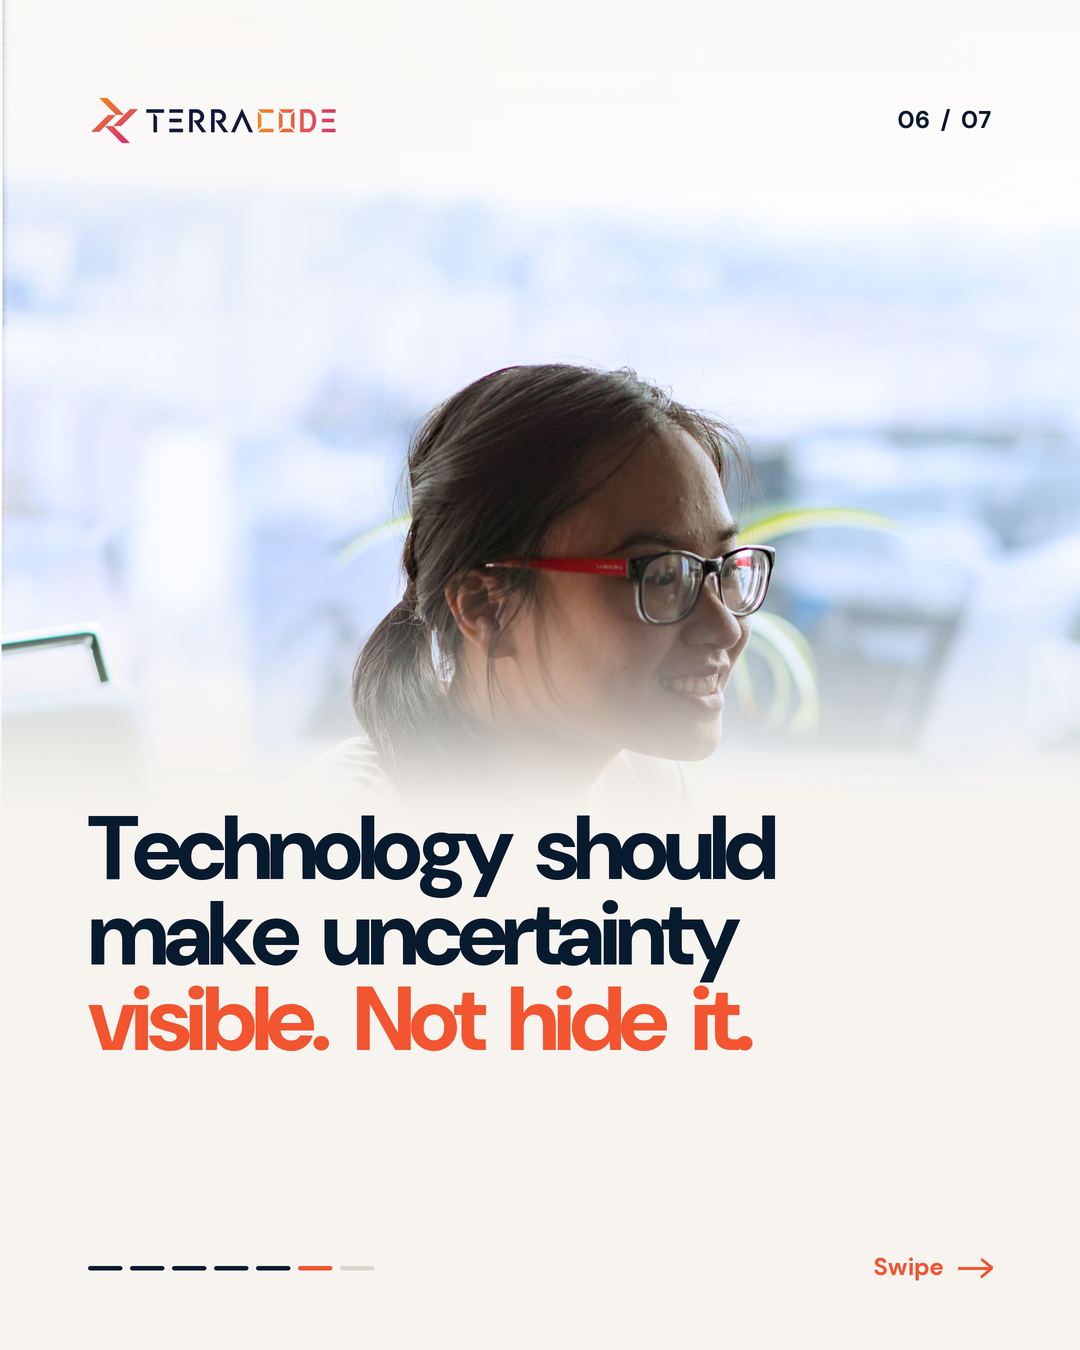 TERRACODE
06 / 07
Technology should
make uncertainty
visible. Not hide it.
Swipe →